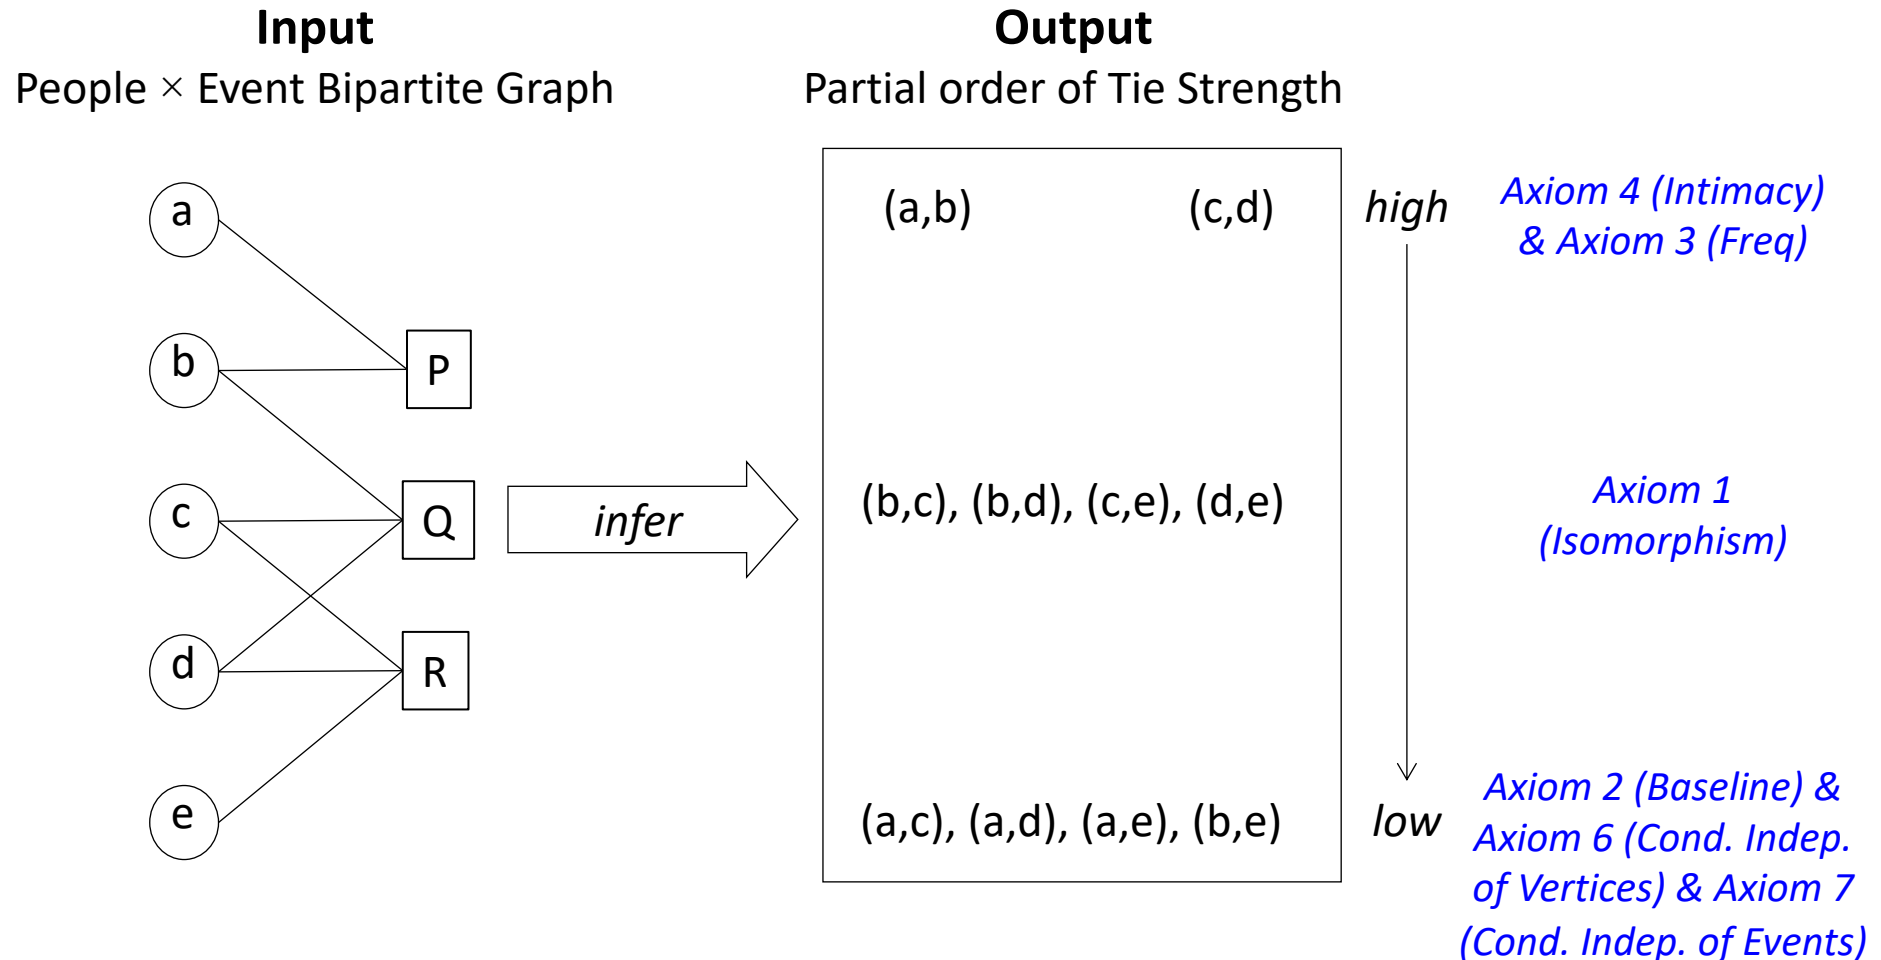 Input
People × Event Bipartite Graph
a
b
c
d
e
P
Q
R
infer
Output
Partial order of Tie Strength
(a,b) (c,d)
(b,c), (b,d), (c,e), (d,e)
(a,c), (a,d), (a,e), (b,e)
high
low
Axiom 4 (Intimacy)
& Axiom 3 (Freq)
Axiom 1
(Isomorphism)
Axiom 2 (Baseline) &
Axiom 6 (Cond. Indep.
of Vertices) & Axiom 7
(Cond. Indep. of Events)